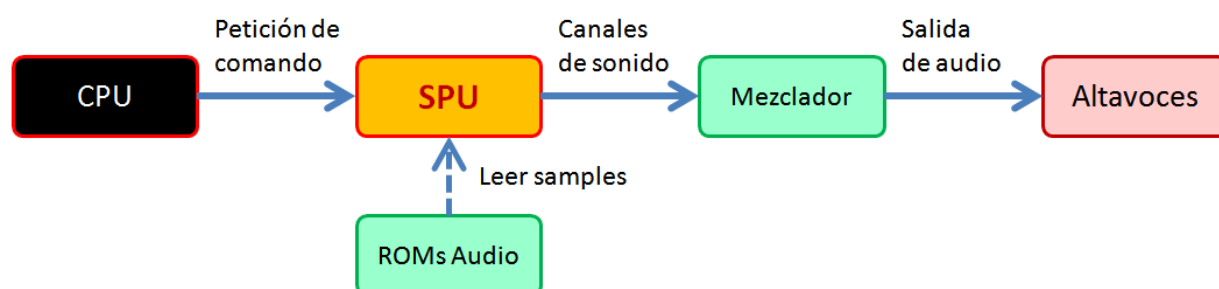 Petición de
comando
Canales
de sonido
Salida
de audio
CPU
SPU
Mezclador
Altavoces
Leer samples
ROMs Audio